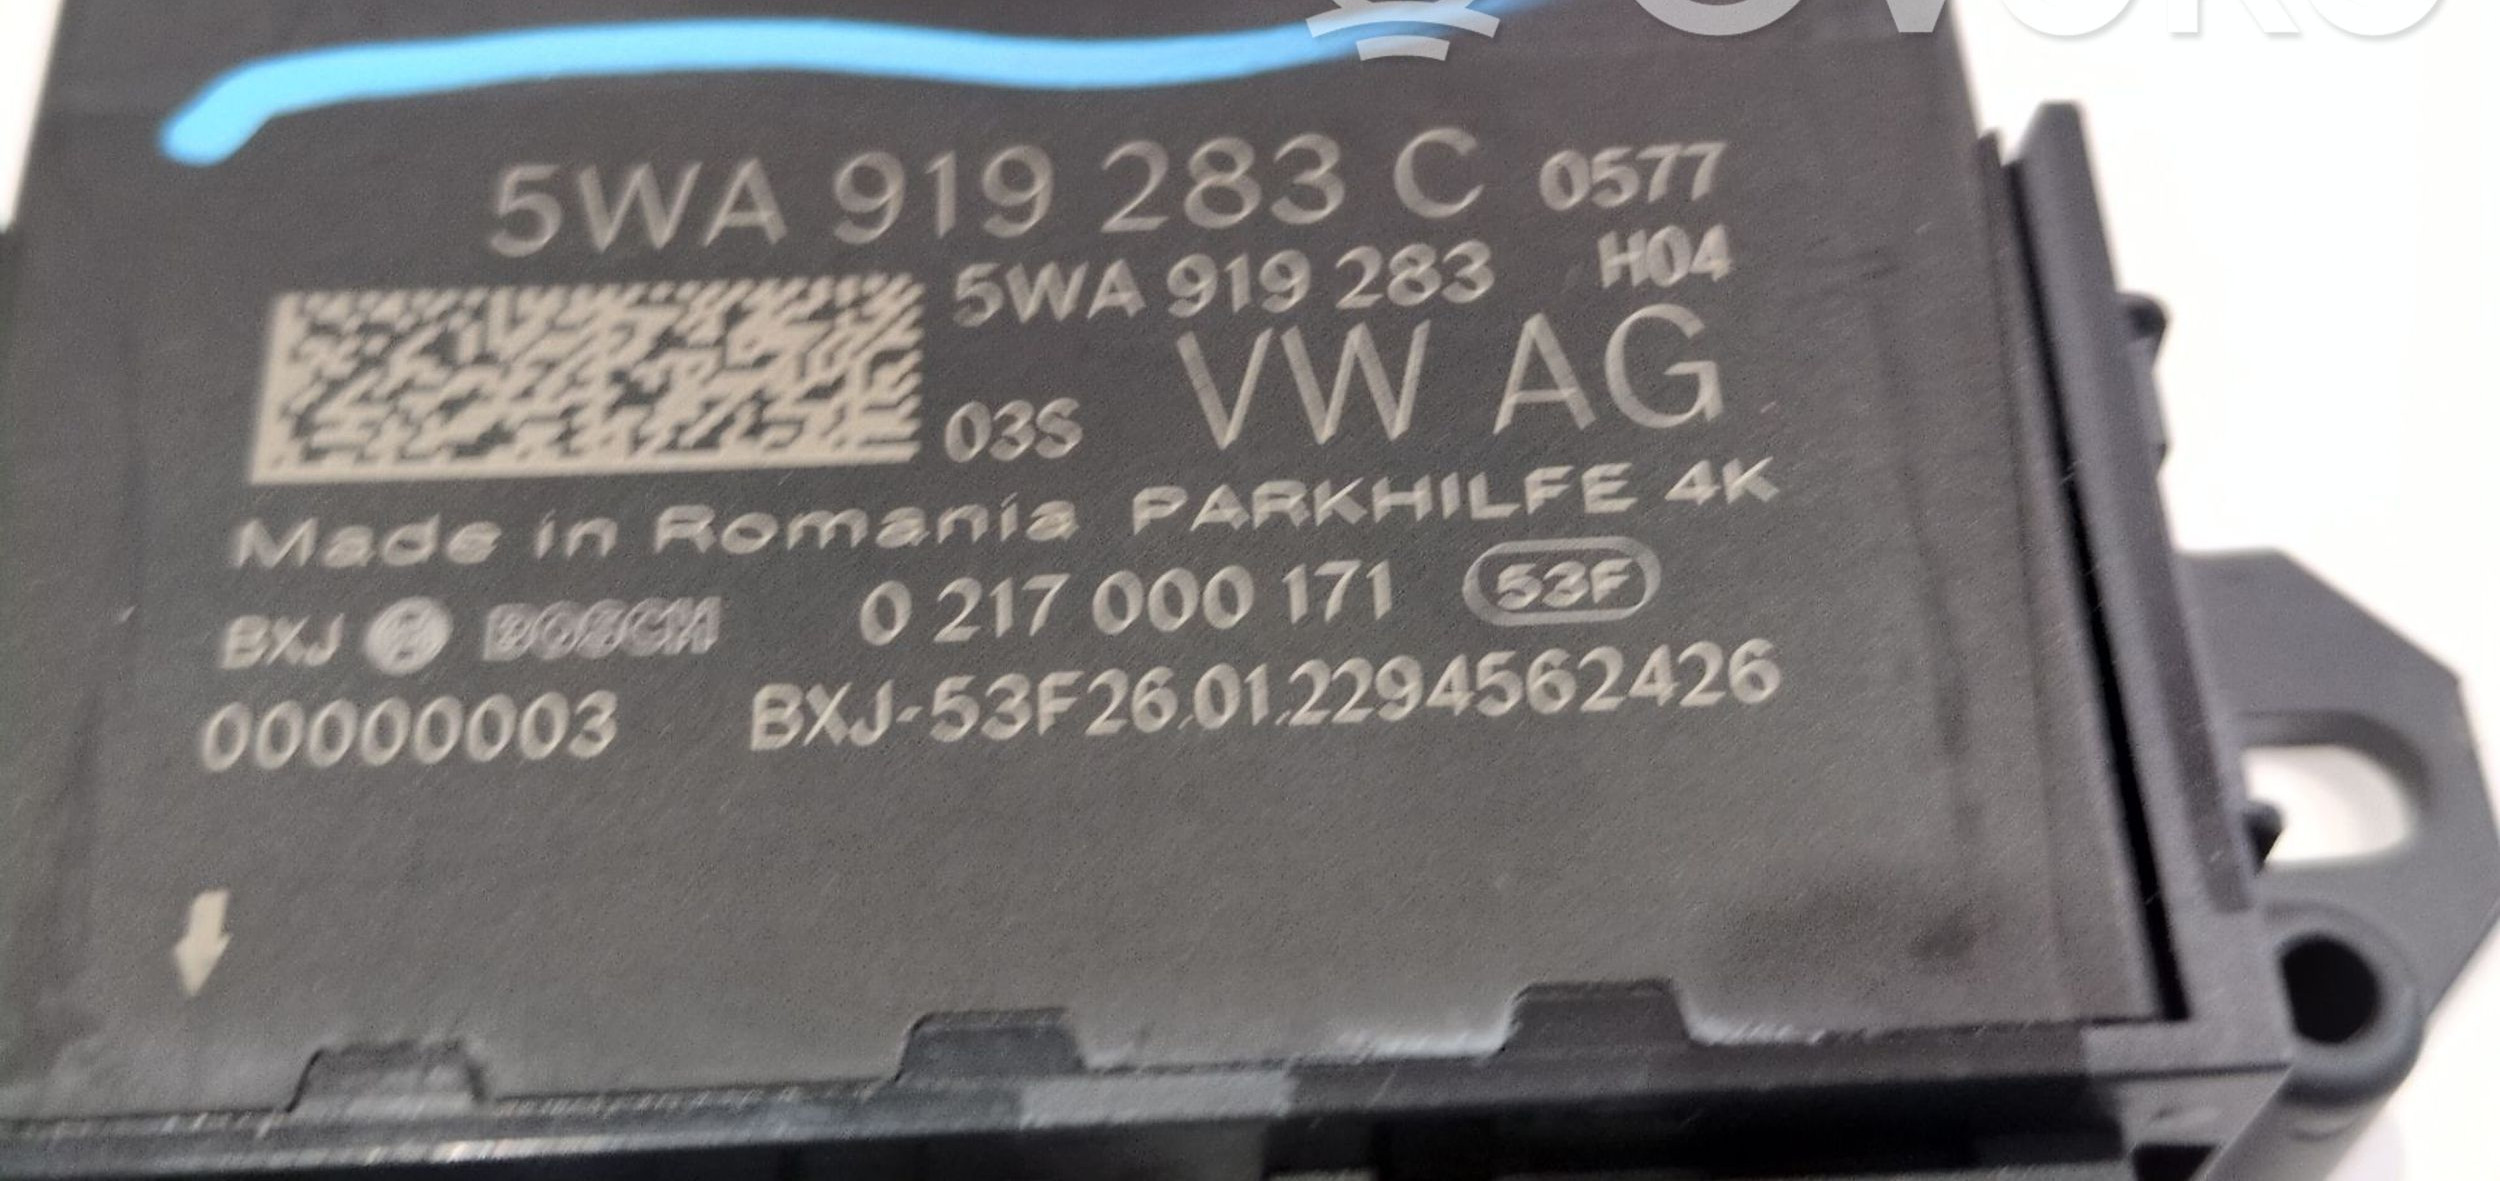 OVOKO
5WA 919 283 C 0577
5WA 919 283 H04
03S VW AG
Made in Romania PARKHILFE 4K
BXJ BOSCH 0 217 000 171 53F
00000003 BXJ-53F26.01.2294562426